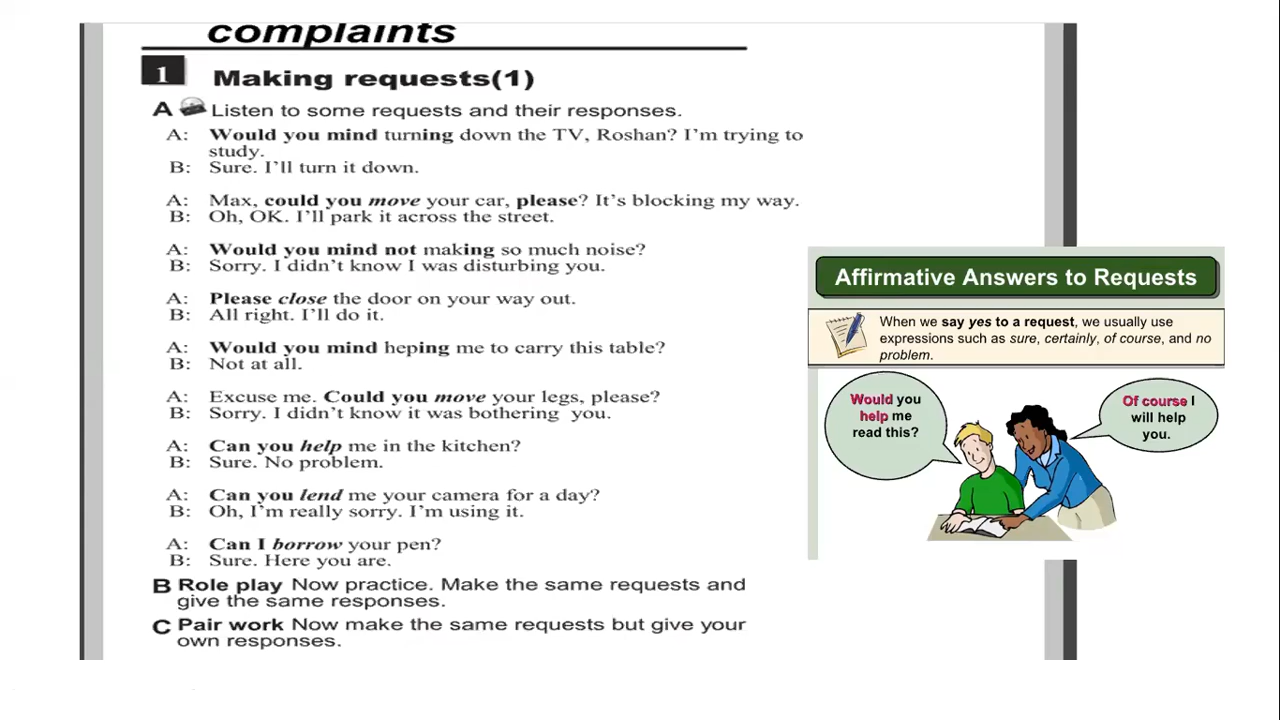 complaints
1 Making requests(1)
A Listen to some requests and their responses.
A: Would you mind turning down the TV, Roshan? I'm trying to
study.
B: Sure. I'll turn it down.
A: Max, could you move your car, please? It's blocking my way.
B: Oh, OK. I'll park it across the street.
A: Would you mind not making so much noise?
B: Sorry. I didn't know I was disturbing you.
A: Please close the door on your way out.
B: All right. I'll do it.
A: Would you mind heping me to carry this table?
B: Not at all.
A: Excuse me. Could you move your legs, please?
B: Sorry. I didn't know it was bothering you.
A: Can you help me in the kitchen?
B: Sure. No problem.
A: Can you lend me your camera for a day?
B: Oh, I'm really sorry. I'm using it.
A: Can I borrow your pen?
B: Sure. Here you are.
B Role play Now practice. Make the same requests and
give the same responses.
C Pair work Now make the same requests but give your
own responses.
Affirmative Answers to Requests
When we say yes to a request, we usually use
expressions such as sure, certainly, of course, and no
problem.
Would you
help me
read this?
Of course I
will help
you.